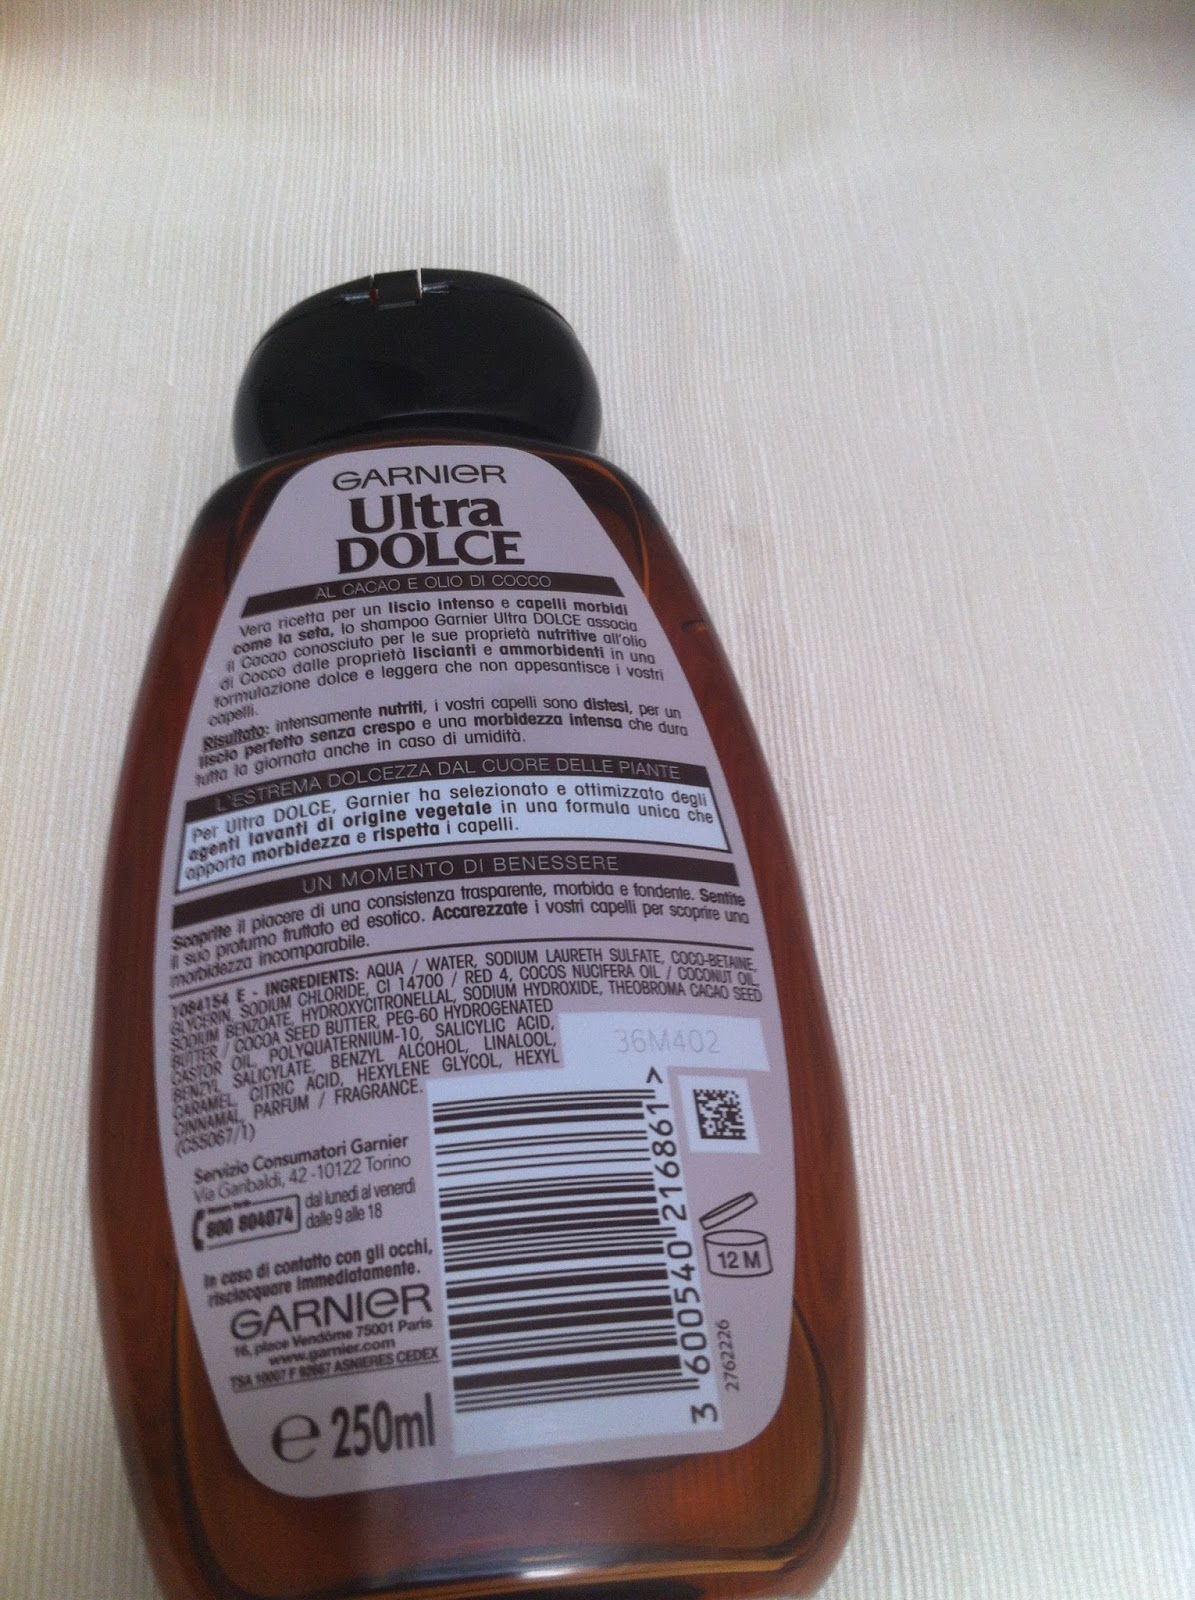 GARNIER
Ultra
DOLCE
AL CACAO E OLIO DI COCCO
Vera ricetta per un liscio intenso e capelli morbidi
come la seta, lo shampoo Garnier Ultra DOLCE associa
il Cacao conosciuto per le sue proprietà nutritive all'olio
di Cocco dalle proprietà liscianti e ammorbidenti in una
formulazione dolce e leggera che non appesantisce i vostri
capelli.
Risultato: intensamente nutriti, i vostri capelli sono distesi, per un
liscio perfetto senza crespo e una morbidezza intensa che dura
tutta la giornata anche in caso di umidità.
L'ESTREMA DOLCEZZA DAL CUORE DELLE PIANTE
Per Ultra DOLCE, Garnier ha selezionato e ottimizzato degli
agenti lavanti di origine vegetale in una formula unica che
apporta morbidezza e rispetta i capelli.
UN MOMENTO DI BENESSERE
Scoprite il piacere di una consistenza trasparente, morbida e fondente. Sentite
il suo profumo fruttato ed esotico. Accarezzate i vostri capelli per scoprire una
morbidezza incomparabile.
1084154 E - INGREDIENTS: AQUA / WATER, SODIUM LAURETH SULFATE, COCO-BETAINE,
GLYCERIN, SODIUM CHLORIDE, CI 14700 / RED 4, COCOS NUCIFERA OIL / COCONUT OIL,
SODIUM BENZOATE, HYDROXYCITRONELLAL, SODIUM HYDROXIDE, THEOBROMA CACAO SEED
BUTTER / COCOA SEED BUTTER, PEG-60 HYDROGENATED
CASTOR OIL, POLYQUATERNIUM-10, SALICYLIC ACID,
BENZYL SALICYLATE, BENZYL ALCOHOL, LINALOOL,
CARAMEL, CITRIC ACID, HEXYLENE GLYCOL, HEXYL
CINNAMAL, PARFUM / FRAGRANCE.
(C55067/1)
36M402
Servizio Consumatori Garnier
Via Garibaldi, 42 -10122 Torino
800 804074
dal lunedì al venerdì
dalle 9 alle 18
In caso di contatto con gli occhi,
risciacquare immediatamente.
GARNIER
16, place Vendôme 75001 Paris
www.garnier.com
TSA 10007 F 92667 ASNIERES CEDEX
e 250ml
3 600540 216861 >
12 M
2762226